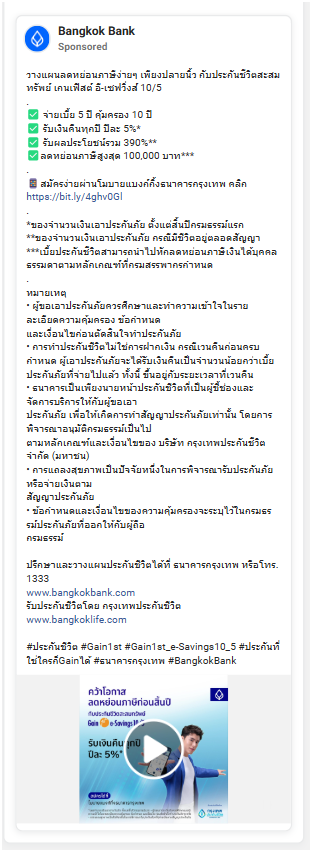 Bangkok Bank
Sponsored
วางแผนลดหย่อนภาษีง่ายๆ เพียงปลายนิ้ว กับประกันชีวิตสะสม
ทรัพย์ เกนเฟิสต์ อี-เซฟวิ่งส์ 10/5
.
✅ จ่ายเบี้ย 5 ปี คุ้มครอง 10 ปี
✅ รับเงินคืนทุกปี ปีละ 5%*
✅ รับผลประโยชน์รวม 390%**
✅ ลดหย่อนภาษีสูงสุด 100,000 บาท***
.
📱 สมัครง่ายผ่านโมบายแบงก์กิ้งธนาคารกรุงเทพ คลิก
https://bit.ly/4ghv0Gl
.
*ของจำนวนเงินเอาประกันภัย ตั้งแต่สิ้นปีกรมธรรม์แรก
**ของจำนวนเงินเอาประกันภัย กรณีมีชีวิตอยู่ตลอดสัญญา
***เบี้ยประกันชีวิตสามารถนำไปหักลดหย่อนภาษีเงินได้บุคคล
ธรรมดาตามหลักเกณฑ์ที่กรมสรรพากรกำหนด
.
หมายเหตุ
• ผู้ขอเอาประกันภัยควรศึกษาและทำความเข้าใจในราย
ละเอียดความคุ้มครอง ข้อกำหนด
และเงื่อนไขก่อนตัดสินใจทำประกันภัย
• การทำประกันชีวิตไม่ใช่การฝากเงิน กรณีเวนคืนก่อนครบ
กำหนด ผู้เอาประกันภัยจะได้รับเงินคืนเป็นจำนวนน้อยกว่าเบี้ย
ประกันภัยที่จ่ายไปแล้ว ทั้งนี้ ขึ้นอยู่กับระยะเวลาที่เวนคืน
• ธนาคารเป็นเพียงนายหน้าประกันชีวิตที่เป็นผู้ชี้ช่องและ
จัดการบริการให้กับผู้ขอเอา
ประกันภัย เพื่อให้เกิดการทำสัญญาประกันภัยเท่านั้น โดยการ
พิจารณาอนุมัติกรมธรรม์เป็นไป
ตามหลักเกณฑ์และเงื่อนไขของ บริษัท กรุงเทพประกันชีวิต
จำกัด (มหาชน)
• การแถลงสุขภาพเป็นปัจจัยหนึ่งในการพิจารณารับประกันภัย
หรือจ่ายเงินตาม
สัญญาประกันภัย
• ข้อกำหนดและเงื่อนไขของความคุ้มครองจะระบุไว้ในกรมธร
รม์ประกันภัยที่ออกให้กับผู้ถือ
กรมธรรม์
ปรึกษาและวางแผนประกันชีวิตได้ที่ ธนาคารกรุงเทพ หรือโทร.
1333
www.bangkokbank.com
รับประกันชีวิตโดย กรุงเทพประกันชีวิต
www.bangkoklife.com
#ประกันชีวิต #Gain1st #Gain1st_e-Savings10_5 #ประกันที่
ใช่ใครก็Gainได้ #ธนาคารกรุงเทพ #BangkokBank
คว้าโอกาส
ลดหย่อนภาษีก่อนสิ้นปี
กับประกันชีวิตสะสมทรัพย์
Gain e-Savings 10
รับเงินคืนทุกปี
ปีละ 5%*